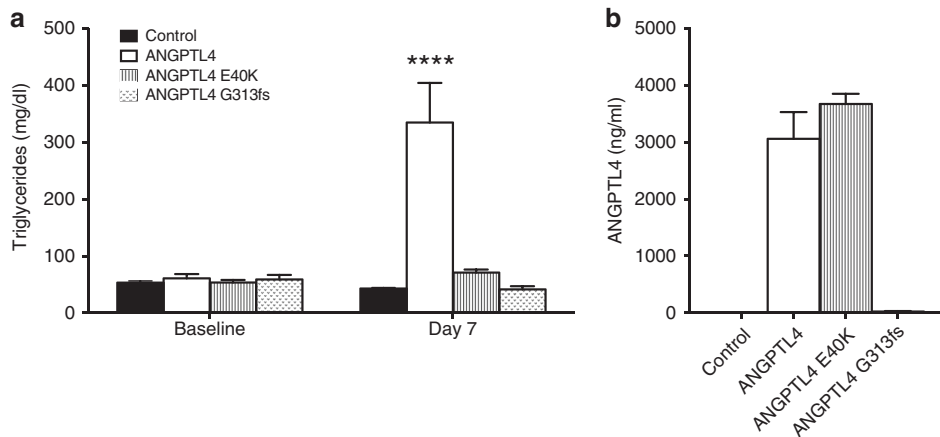 a
500
400
300
200
100
0
Triglycerides (mg/dl)
Control
ANGPTL4
ANGPTL4 E40K
ANGPTL4 G313fs
****
Baseline
Day 7
b
5000
4000
3000
2000
1000
0
ANGPTL4 (ng/ml)
Control
ANGPTL4
ANGPTL4 E40K
ANGPTL4 G313fs